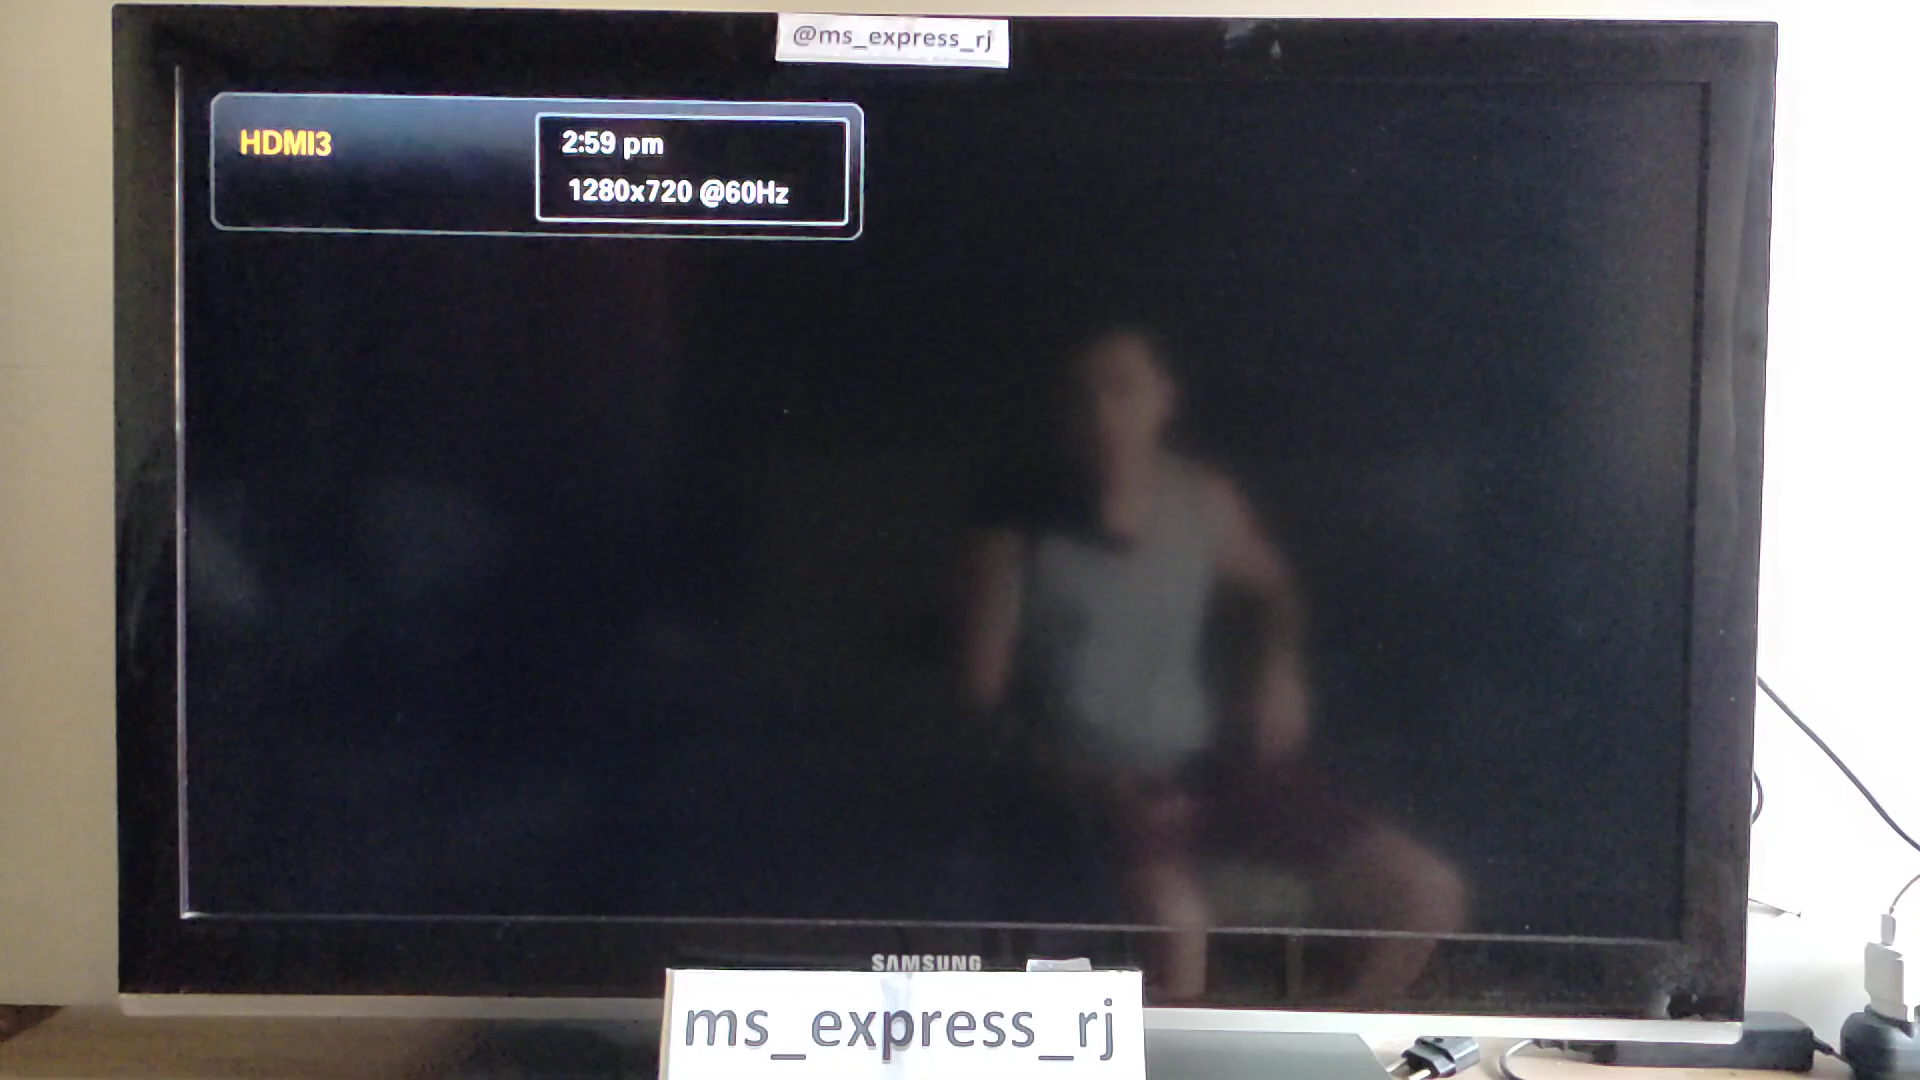 @ms_express_rj
HDMI3
2:59 pm
1280x720 @60Hz
SAMSUNG
ms_express_rj